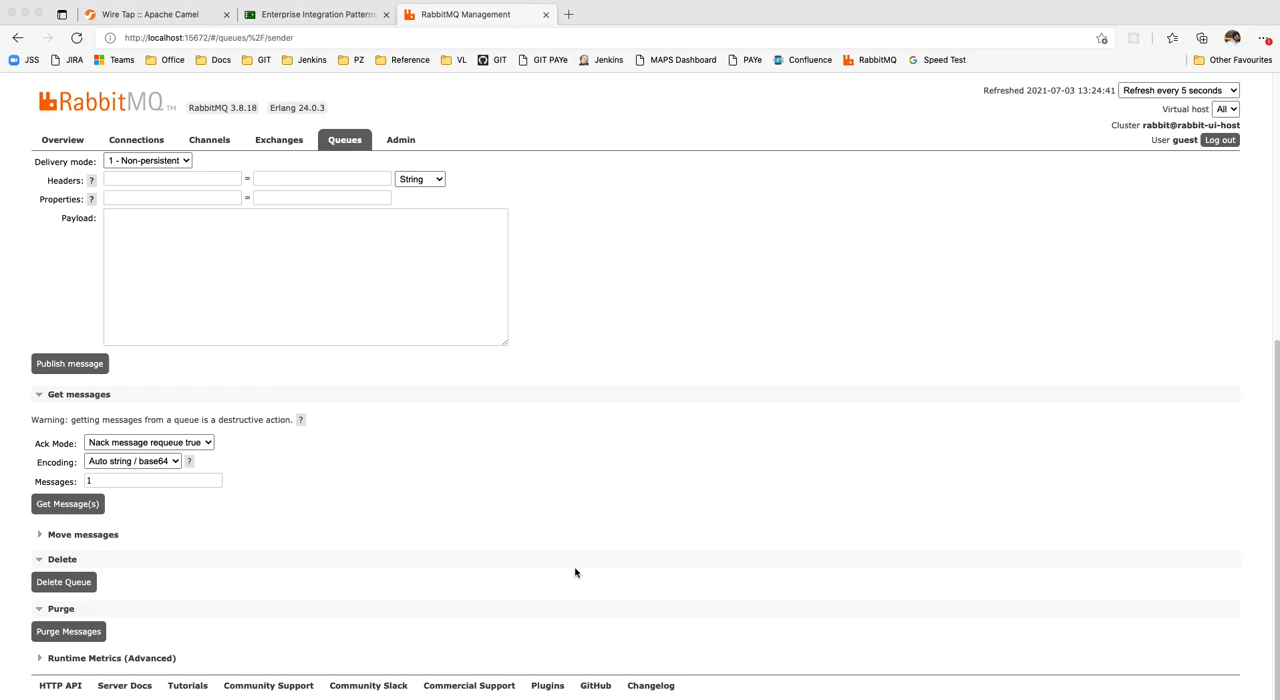 Wire Tap :: Apache Camel
Enterprise Integration Patterns
RabbitMQ Management
http://localhost:15672/#/queues/%2F/sender
JSS JIRA Teams Office Docs GIT Jenkins PZ Reference VL GIT GIT PAYe Jenkins MAPS Dashboard PAYe Confluence RabbitMQ Speed Test Other Favourites
RabbitMQ TM RabbitMQ 3.8.18 Erlang 24.0.3
Refreshed 2021-07-03 13:24:41 Refresh every 5 seconds
Virtual host All
Cluster rabbit@rabbit-ui-host
User guest Log out
Overview Connections Channels Exchanges Queues Admin
Delivery mode: 1 - Non-persistent
Headers: ? = String
Properties: ? =
Payload:
Publish message
Get messages
Warning: getting messages from a queue is a destructive action. ?
Ack Mode: Nack message requeue true
Encoding: Auto string / base64 ?
Messages: 1
Get Message(s)
Move messages
Delete
Delete Queue
Purge
Purge Messages
Runtime Metrics (Advanced)
HTTP API Server Docs Tutorials Community Support Community Slack Commercial Support Plugins GitHub Changelog